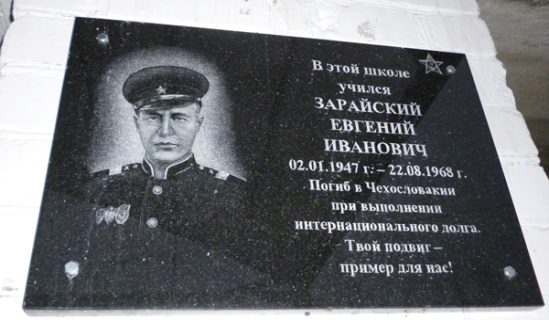 В этой школе
учился
ЗАРАЙСКИЙ
ЕВГЕНИЙ
ИВАНОВИЧ
02.01.1947 г. – 22.08.1968 г.
Погиб в Чехословакии
при выполнении
интернационального долга.
Твой подвиг –
пример для нас!